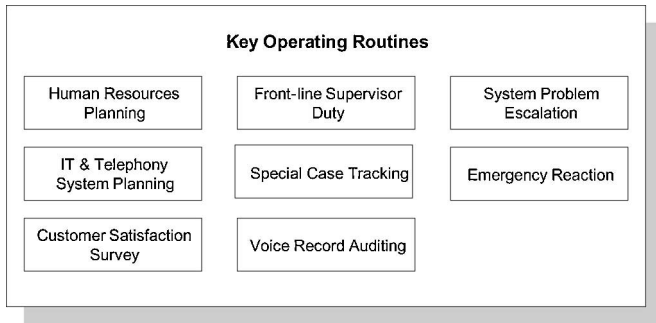 Key Operating Routines
Human Resources
Planning
Front-line Supervisor
Duty
System Problem
Escalation
IT & Telephony
System Planning
Special Case Tracking
Emergency Reaction
Customer Satisfaction
Survey
Voice Record Auditing